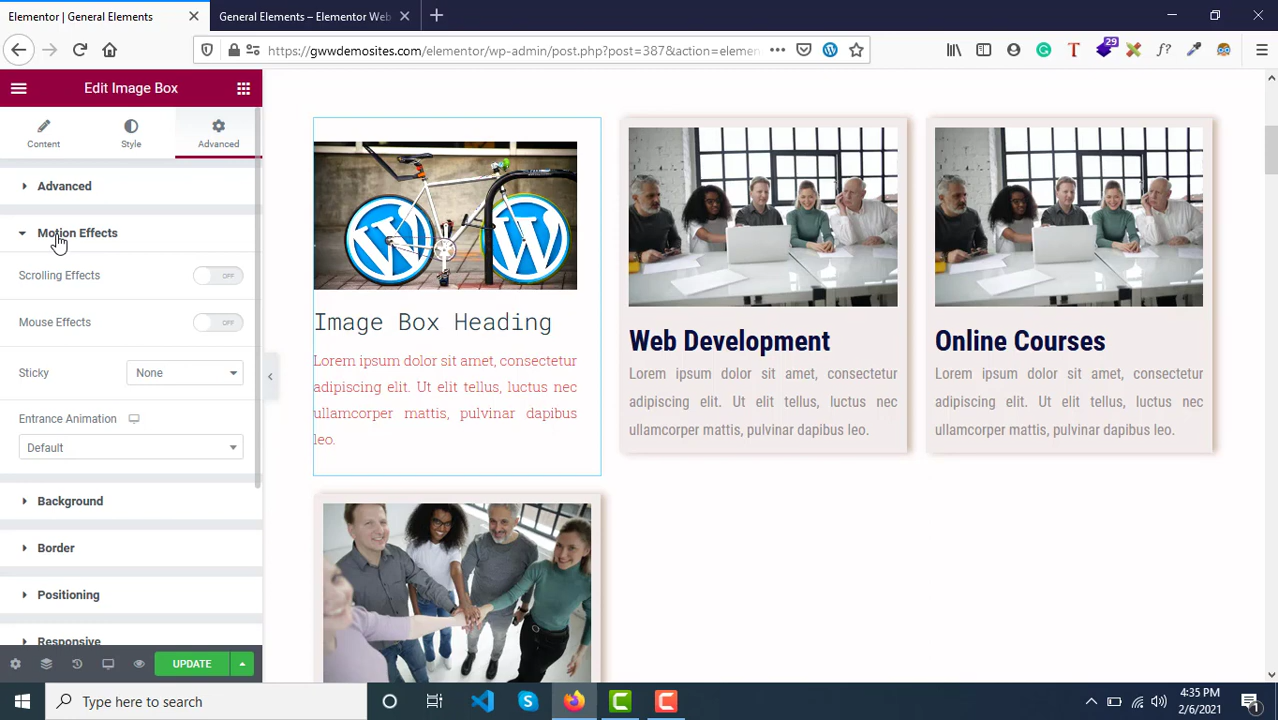 Elementor | General Elements
General Elements – Elementor Web
https://gwwdemosites.com/elementor/wp-admin/post.php?post=387&action=elemen
29
Edit Image Box
Content
Style
Advanced
Advanced
Motion Effects
Scrolling Effects
OFF
Mouse Effects
OFF
Sticky
None
Entrance Animation
Default
Background
Border
Positioning
Responsive
UPDATE
Image Box Heading
Lorem ipsum dolor sit amet, consectetur
adipiscing elit. Ut elit tellus, luctus nec
ullamcorper mattis, pulvinar dapibus
leo.
Web Development
Lorem ipsum dolor sit amet, consectetur
adipiscing elit. Ut elit tellus, luctus nec
ullamcorper mattis, pulvinar dapibus leo.
Online Courses
Lorem ipsum dolor sit amet, consectetur
adipiscing elit. Ut elit tellus, luctus nec
ullamcorper mattis, pulvinar dapibus leo.
Type here to search
4:35 PM
2/6/2021
1